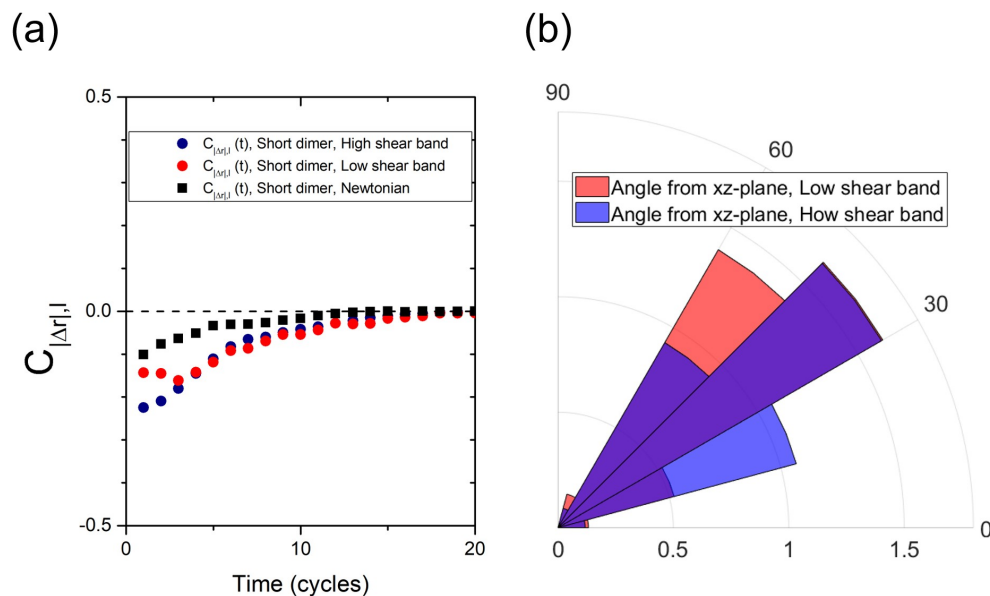 (a)
0.5
C|Δr|,l (t), Short dimer, High shear band
C|Δr|,l (t), Short dimer, Low shear band
C|Δr|,l (t), Short dimer, Newtonian
0.0
C|Δr|,l
-0.5
0 10 20
Time (cycles)
(b)
90
60
Angle from xz-plane, Low shear band
Angle from xz-plane, How shear band
30
0
0 0.5 1 1.5 2